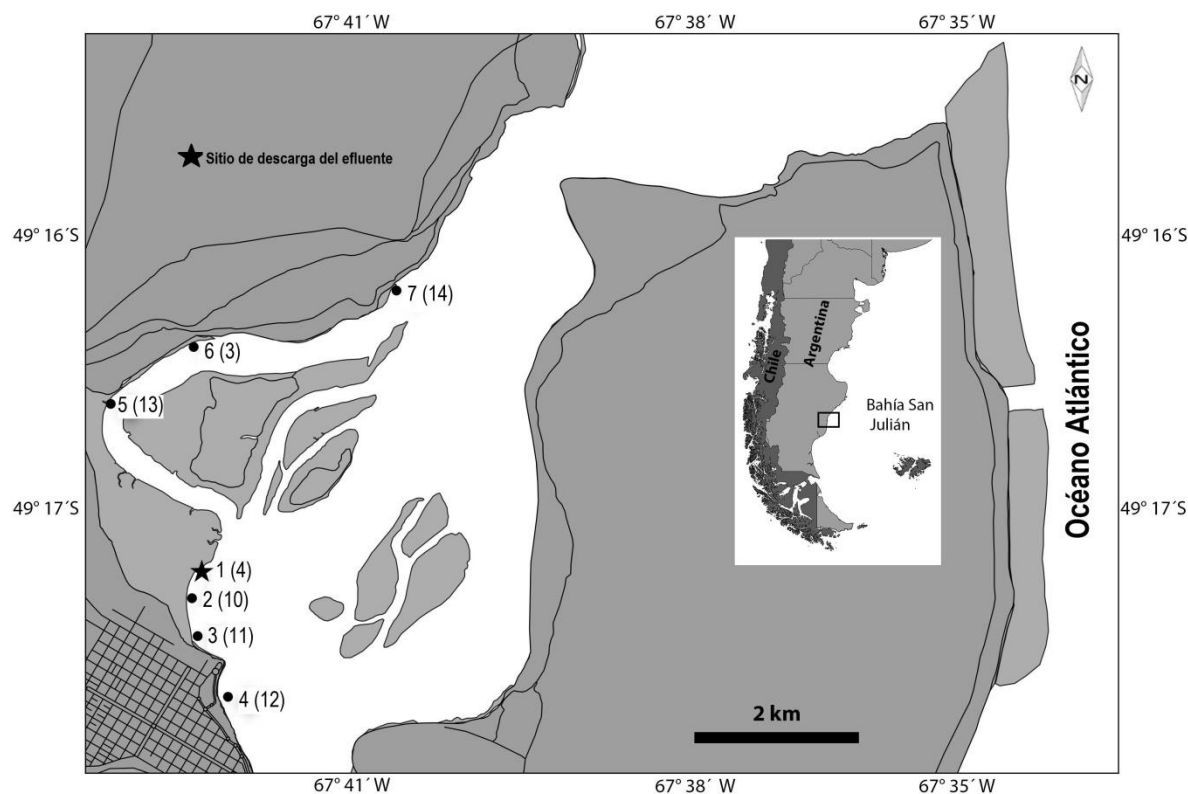 67° 41´ W
67° 38´ W
67° 35´ W
N
Sitio de descarga del efluente
49° 16´S
49° 16´S
7 (14)
6 (3)
5 (13)
Chile
Argentina
Bahía San
Julián
Océano Atlántico
49° 17´S
49° 17´S
1 (4)
2 (10)
3 (11)
4 (12)
2 km
67° 41´ W
67° 38´ W
67° 35´ W